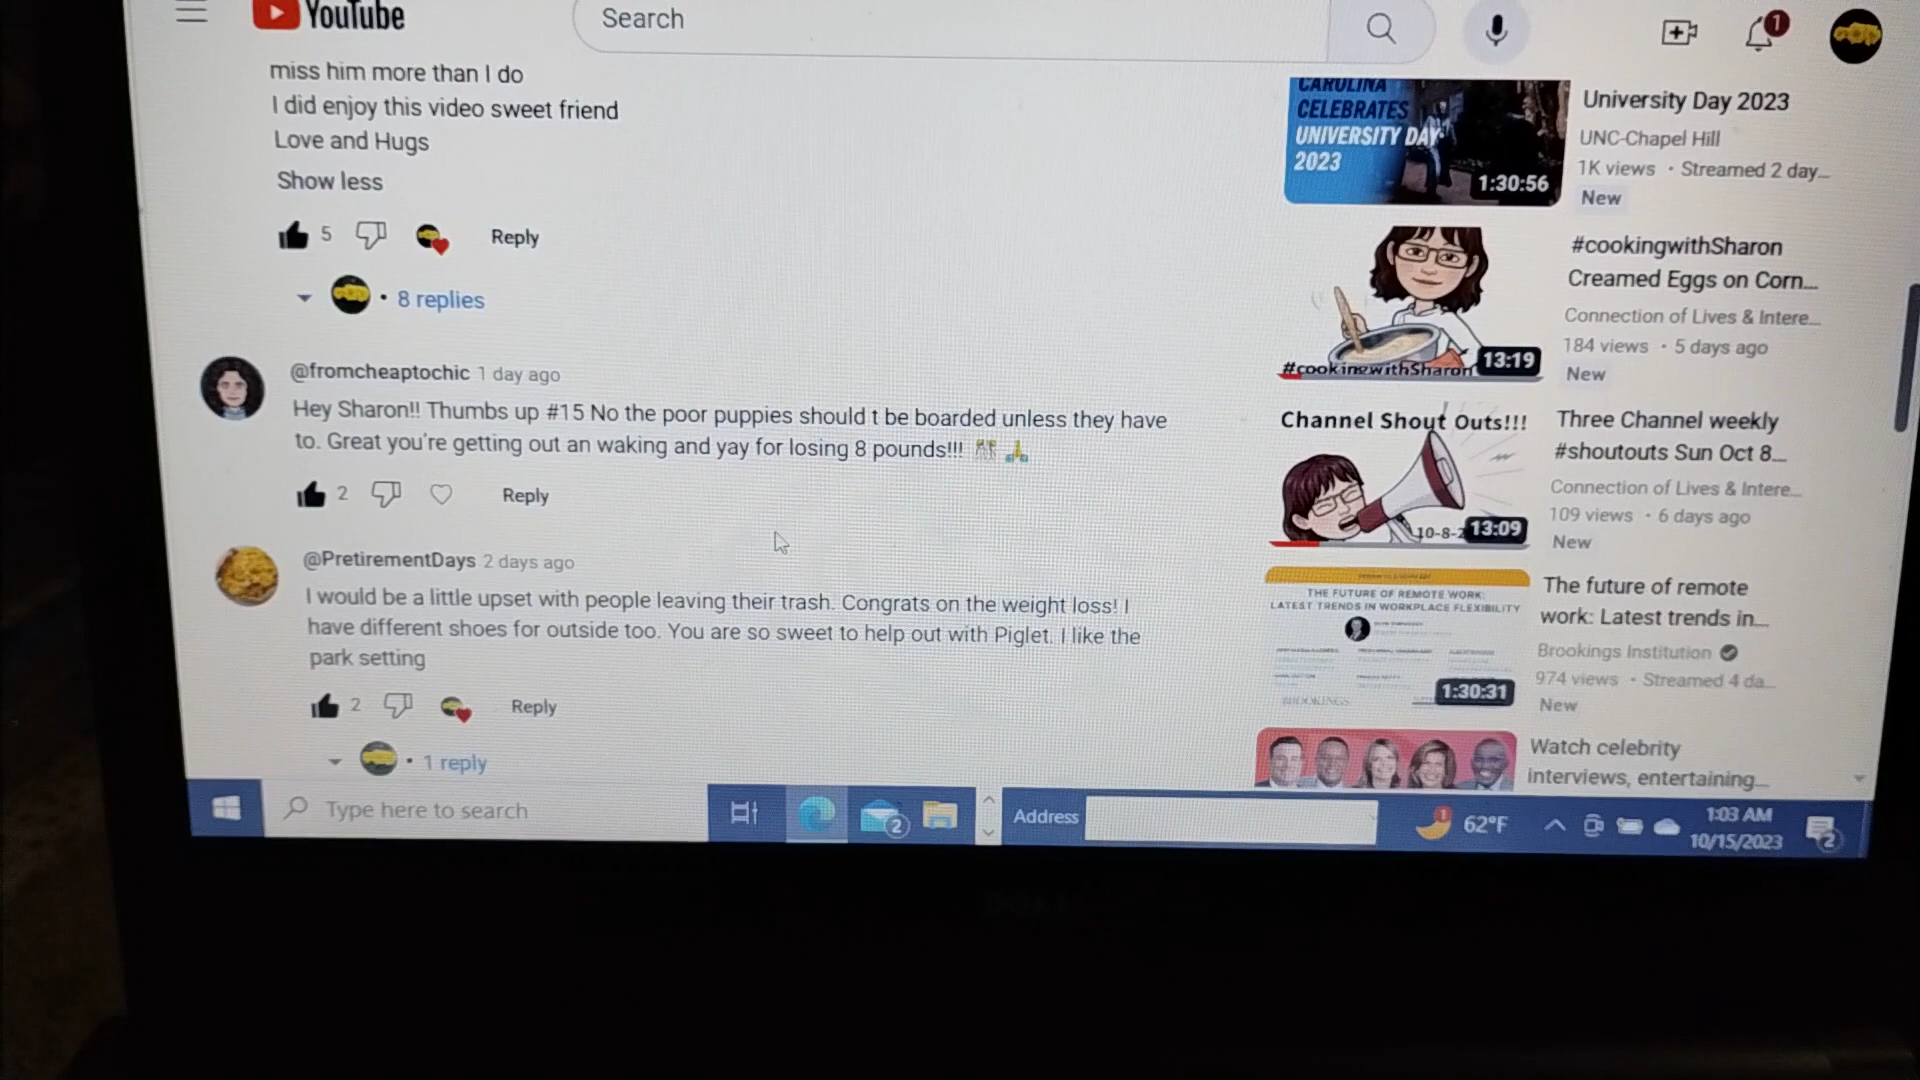 YouTube
Search
1
miss him more than I do
I did enjoy this video sweet friend
Love and Hugs
Show less
5
Reply
8 replies
@fromcheaptochic 1 day ago
Hey Sharon!! Thumbs up #15 No the poor puppies should t be boarded unless they have
to. Great you're getting out an waking and yay for losing 8 pounds!!!
2
Reply
@PretirementDays 2 days ago
I would be a little upset with people leaving their trash. Congrats on the weight loss! I
have different shoes for outside too. You are so sweet to help out with Piglet. I like the
park setting
2
Reply
1 reply
CAROLINA
CELEBRATES
UNIVERSITY DAY
2023
1:30:56
University Day 2023
UNC-Chapel Hill
1K views • Streamed 2 day...
New
#cookingwithSharon
13:19
#cookingwithSharon
Creamed Eggs on Corn...
Connection of Lives & Intere...
184 views • 5 days ago
New
Channel Shout Outs!!!
10-8-2
13:09
Three Channel weekly
#shoutouts Sun Oct 8...
Connection of Lives & Intere...
109 views • 6 days ago
New
THE FUTURE OF REMOTE WORK:
LATEST TRENDS IN WORKPLACE FLEXIBILITY
BROOKINGS
1:30:31
The future of remote
work: Latest trends in...
Brookings Institution
974 views • Streamed 4 da...
New
Watch celebrity
interviews, entertaining...
Type here to search
2
Address
1
62°F
1:03 AM
10/15/2023
2